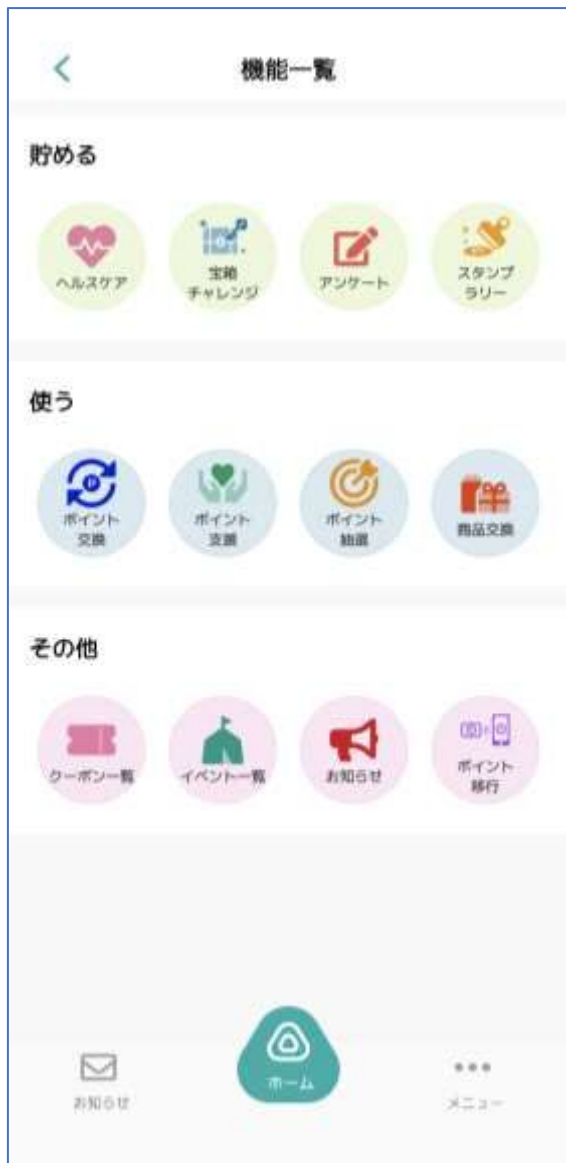 機能一覧
貯める
ヘルスケア
宝箱
チャレンジ
アンケート
スタンプ
ラリー
使う
P
ポイント
交換
ポイント
支援
ポイント
抽選
商品交換
その他
クーポン一覧
イベント一覧
お知らせ
ポイント
移行
お知らせ
ホーム
メニュー